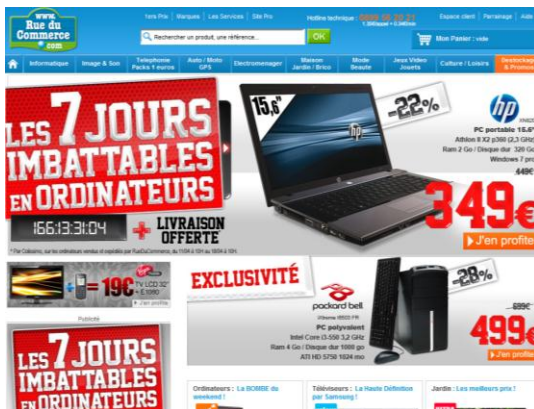 www.
Rue du
Commerce
.com
1ers Prix | Marques | Les Services | Site Pro
Hotline technique :
Espace client | Parrainage | Aide
Rechercher un produit, une référence...
OK
Mon Panier : vide
Informatique
Image & Son
Telephonie
Packs 1 euros
Auto / Moto
GPS
Electromenager
Maison
Jardin / Brico
Mode
Beaute
Jeux Video
Jouets
Culture / Loisirs
Destockage
& Promos
LES 7 JOURS
IMBATTABLES
EN ORDINATEURS
166:13:31:04
+ LIVRAISON
OFFERTE
15,6"
-22%
hp
PC portable 15.6"
Athlon II X2 p360 (2,3 GHz)
Ram 2 Go / Disque dur 320 Go
Windows 7 pro
449€
349€
J'en profite
= 19€
TV LCD 32"
J'en profite
Publicité
LES 7 JOURS
IMBATTABLES
EN ORDINATEURS
EXCLUSIVITÉ
packard bell
PC polyvalent
Intel Core i3-550 3,2 GHz
Ram 4 Go / Disque dur 1000 go
ATI HD 5750 1024 mo
-28%
699€
499€
J'en profite
Ordinateurs : La BOMBE du
weekend !
Téléviseurs : La Haute Définition
par Samsung !
Jardin : Les meilleurs prix !